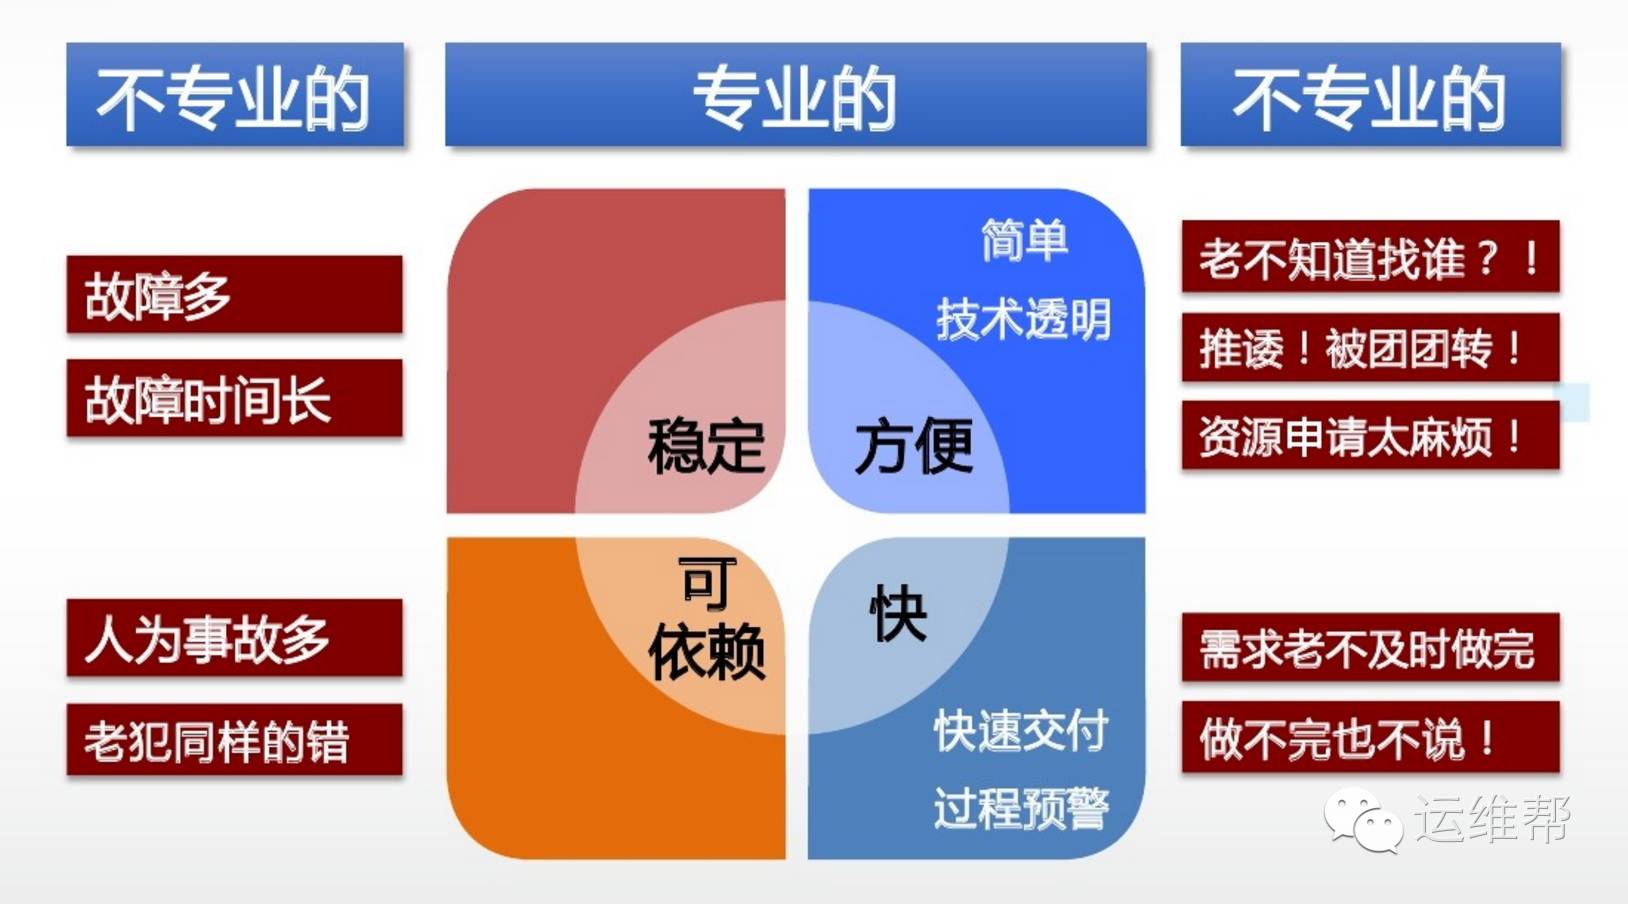 不专业的
专业的
不专业的
故障多
故障时间长
人为事故多
老犯同样的错
稳定
简单
技术透明
方便
可
依赖
快
快速交付
过程预警
老不知道找谁？！
推诿！被团团转！
资源申请太麻烦！
需求老不及时做完
做不完也不说！
运维帮